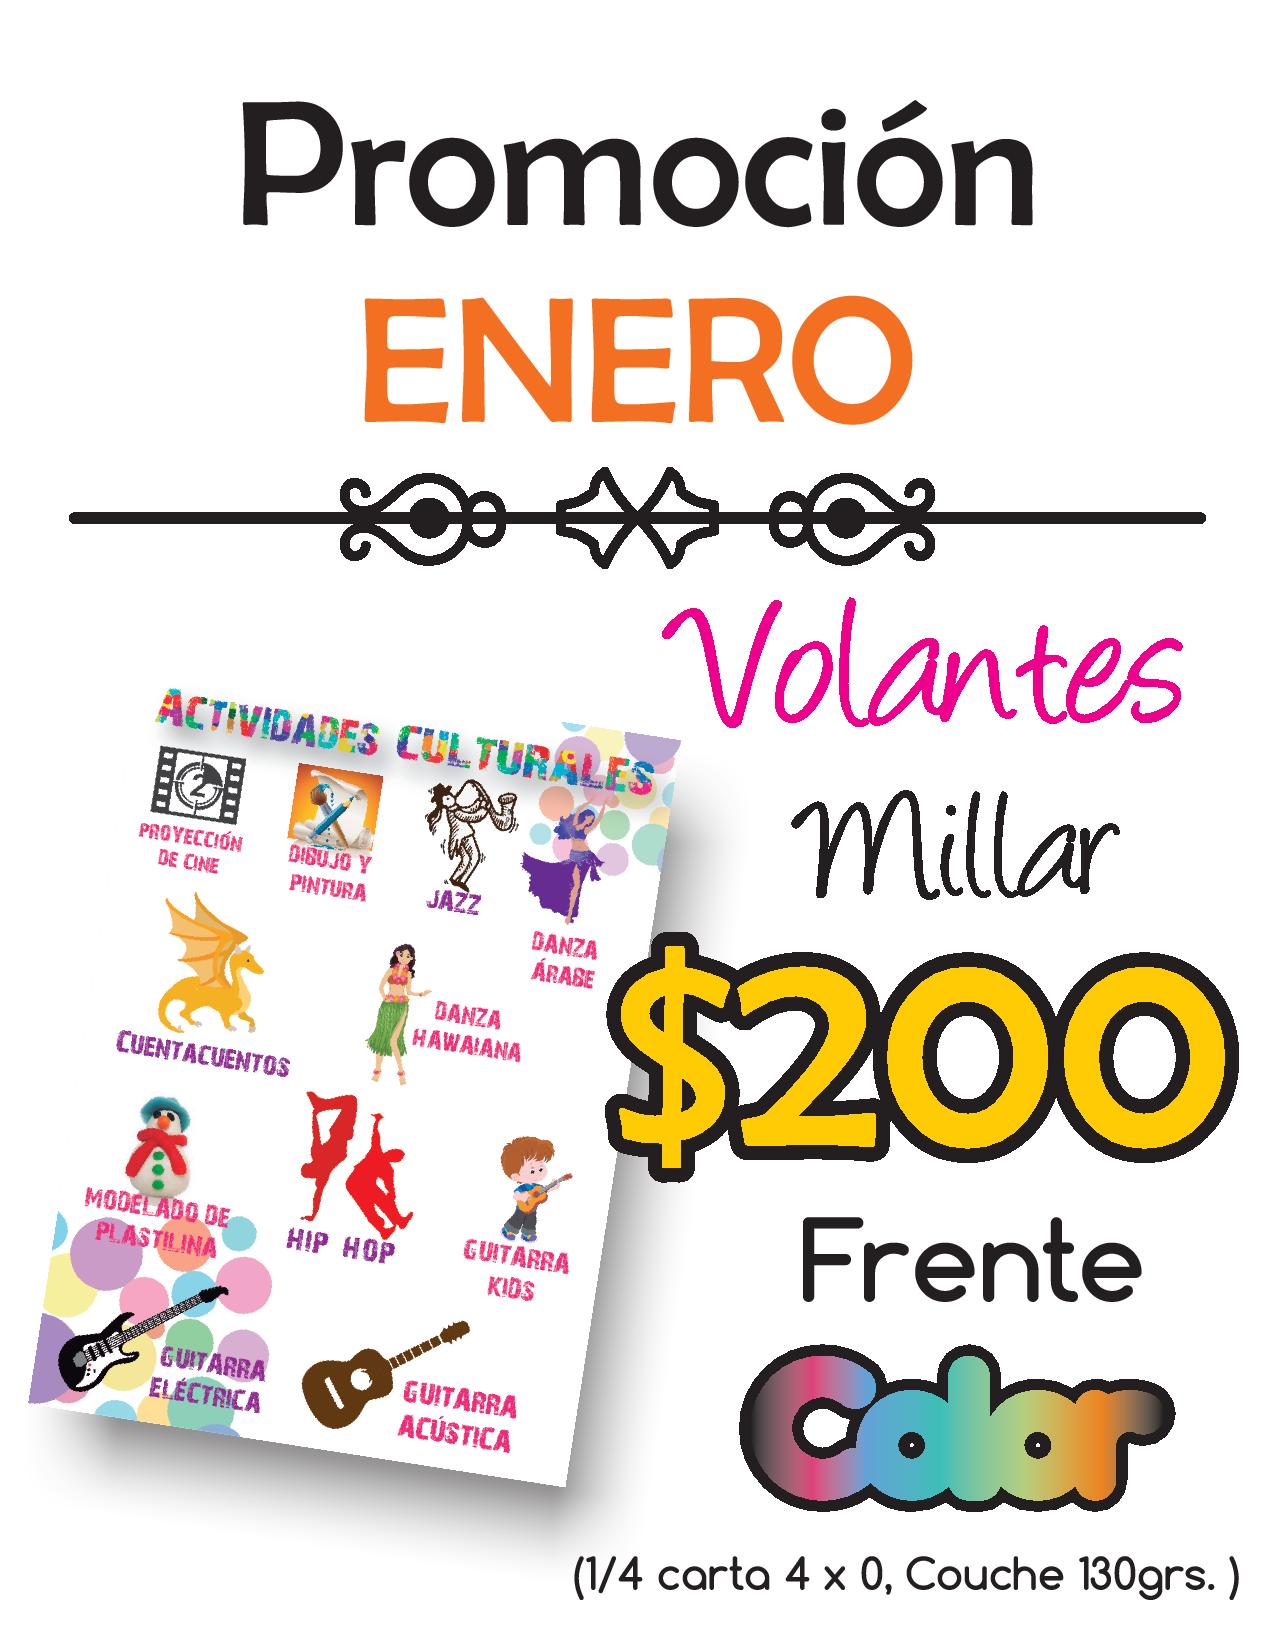 Promoción
ENERO
Volantes
Millar
$200
Frente
Color
(1/4 carta 4 x 0, Couche 130grs. )
ACTIVIDADES CULTURALES
2
PROYECCIÓN
DE CINE
DIBUJO Y
PINTURA
JAZZ
DANZA
ÁRABE
CUENTACUENTOS
DANZA
HAWAIANA
MODELADO DE
PLASTILINA
HIP HOP
GUITARRA
KIDS
GUITARRA
ELÉCTRICA
GUITARRA
ACÚSTICA